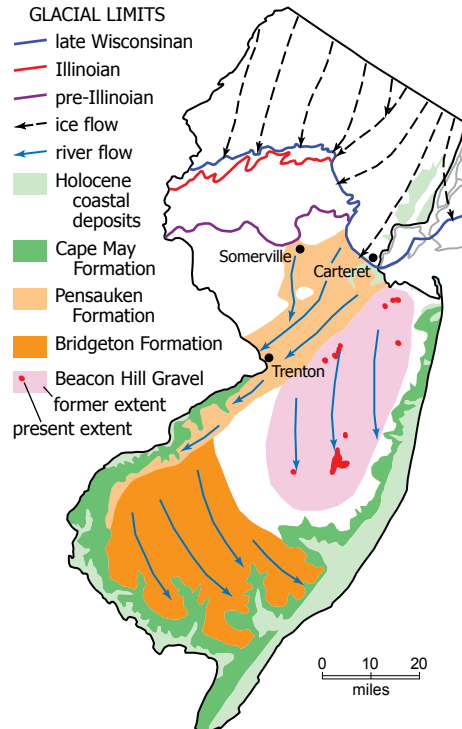 GLACIAL LIMITS
late Wisconsinan
Illinoian
pre-Illinoian
ice flow
river flow
Holocene
coastal
deposits
Cape May
Formation
Pensauken
Formation
Bridgeton Formation
Beacon Hill Gravel
former extent
present extent
Somerville
Carteret
Trenton
0 10 20
miles